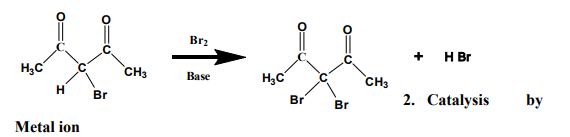 O O O O
Br2
C C C C + H Br
H3C C CH3 Base H3C C CH3
H Br Br Br 2. Catalysis by
Metal ion